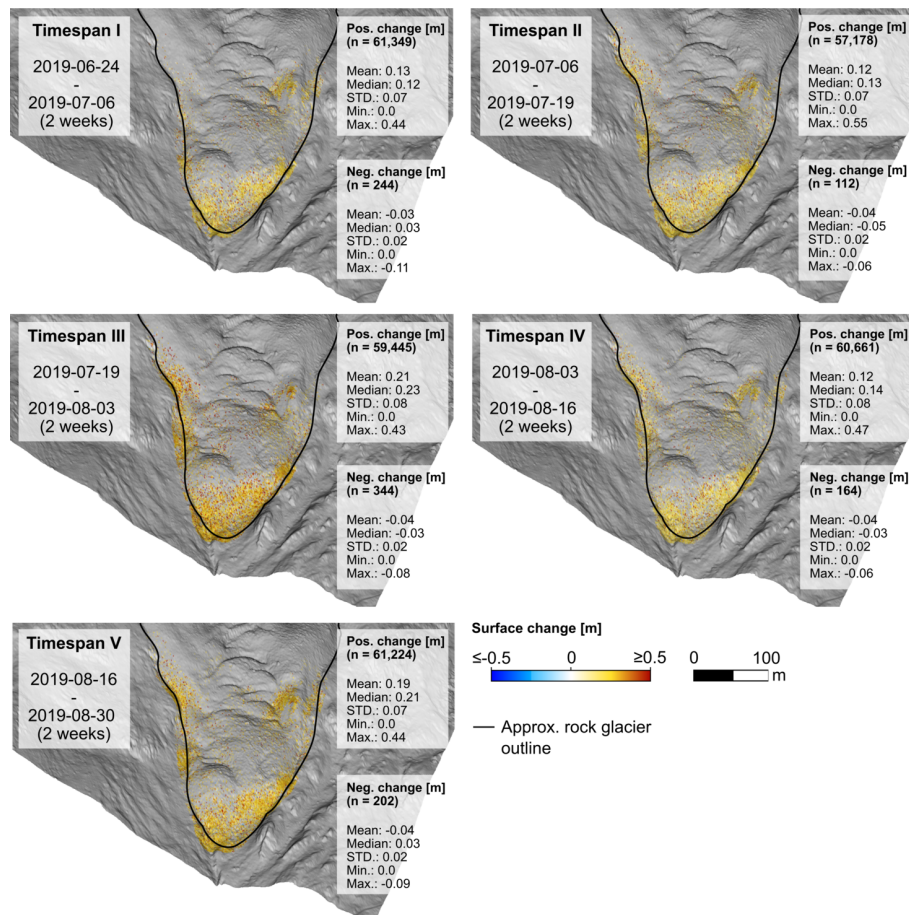 Timespan I
2019-06-24
-
2019-07-06
(2 weeks)
Pos. change [m]
(n = 61,349)
Mean: 0.13
Median: 0.12
STD.: 0.07
Min.: 0.0
Max.: 0.44
Neg. change [m]
(n = 244)
Mean: -0.03
Median: 0.03
STD.: 0.02
Min.: 0.0
Max.: -0.11
Timespan II
2019-07-06
-
2019-07-19
(2 weeks)
Pos. change [m]
(n = 57,178)
Mean: 0.12
Median: 0.13
STD.: 0.07
Min.: 0.0
Max.: 0.55
Neg. change [m]
(n = 112)
Mean: -0.04
Median: -0.05
STD.: 0.02
Min.: 0.0
Max.: -0.06
Timespan III
2019-07-19
-
2019-08-03
(2 weeks)
Pos. change [m]
(n = 59,445)
Mean: 0.21
Median: 0.23
STD.: 0.08
Min.: 0.0
Max.: 0.43
Neg. change [m]
(n = 344)
Mean: -0.04
Median: -0.03
STD.: 0.02
Min.: 0.0
Max.: -0.08
Timespan IV
2019-08-03
-
2019-08-16
(2 weeks)
Pos. change [m]
(n = 60,661)
Mean: 0.12
Median: 0.14
STD.: 0.08
Min.: 0.0
Max.: 0.47
Neg. change [m]
(n = 164)
Mean: -0.04
Median: -0.03
STD.: 0.02
Min.: 0.0
Max.: -0.06
Timespan V
2019-08-16
-
2019-08-30
(2 weeks)
Pos. change [m]
(n = 61,224)
Mean: 0.19
Median: 0.21
STD.: 0.07
Min.: 0.0
Max.: 0.44
Neg. change [m]
(n = 202)
Mean: -0.04
Median: 0.03
STD.: 0.02
Min.: 0.0
Max.: -0.09
Surface change [m]
≤-0.5 0 ≥0.5
0 100
m
Approx. rock glacier
outline